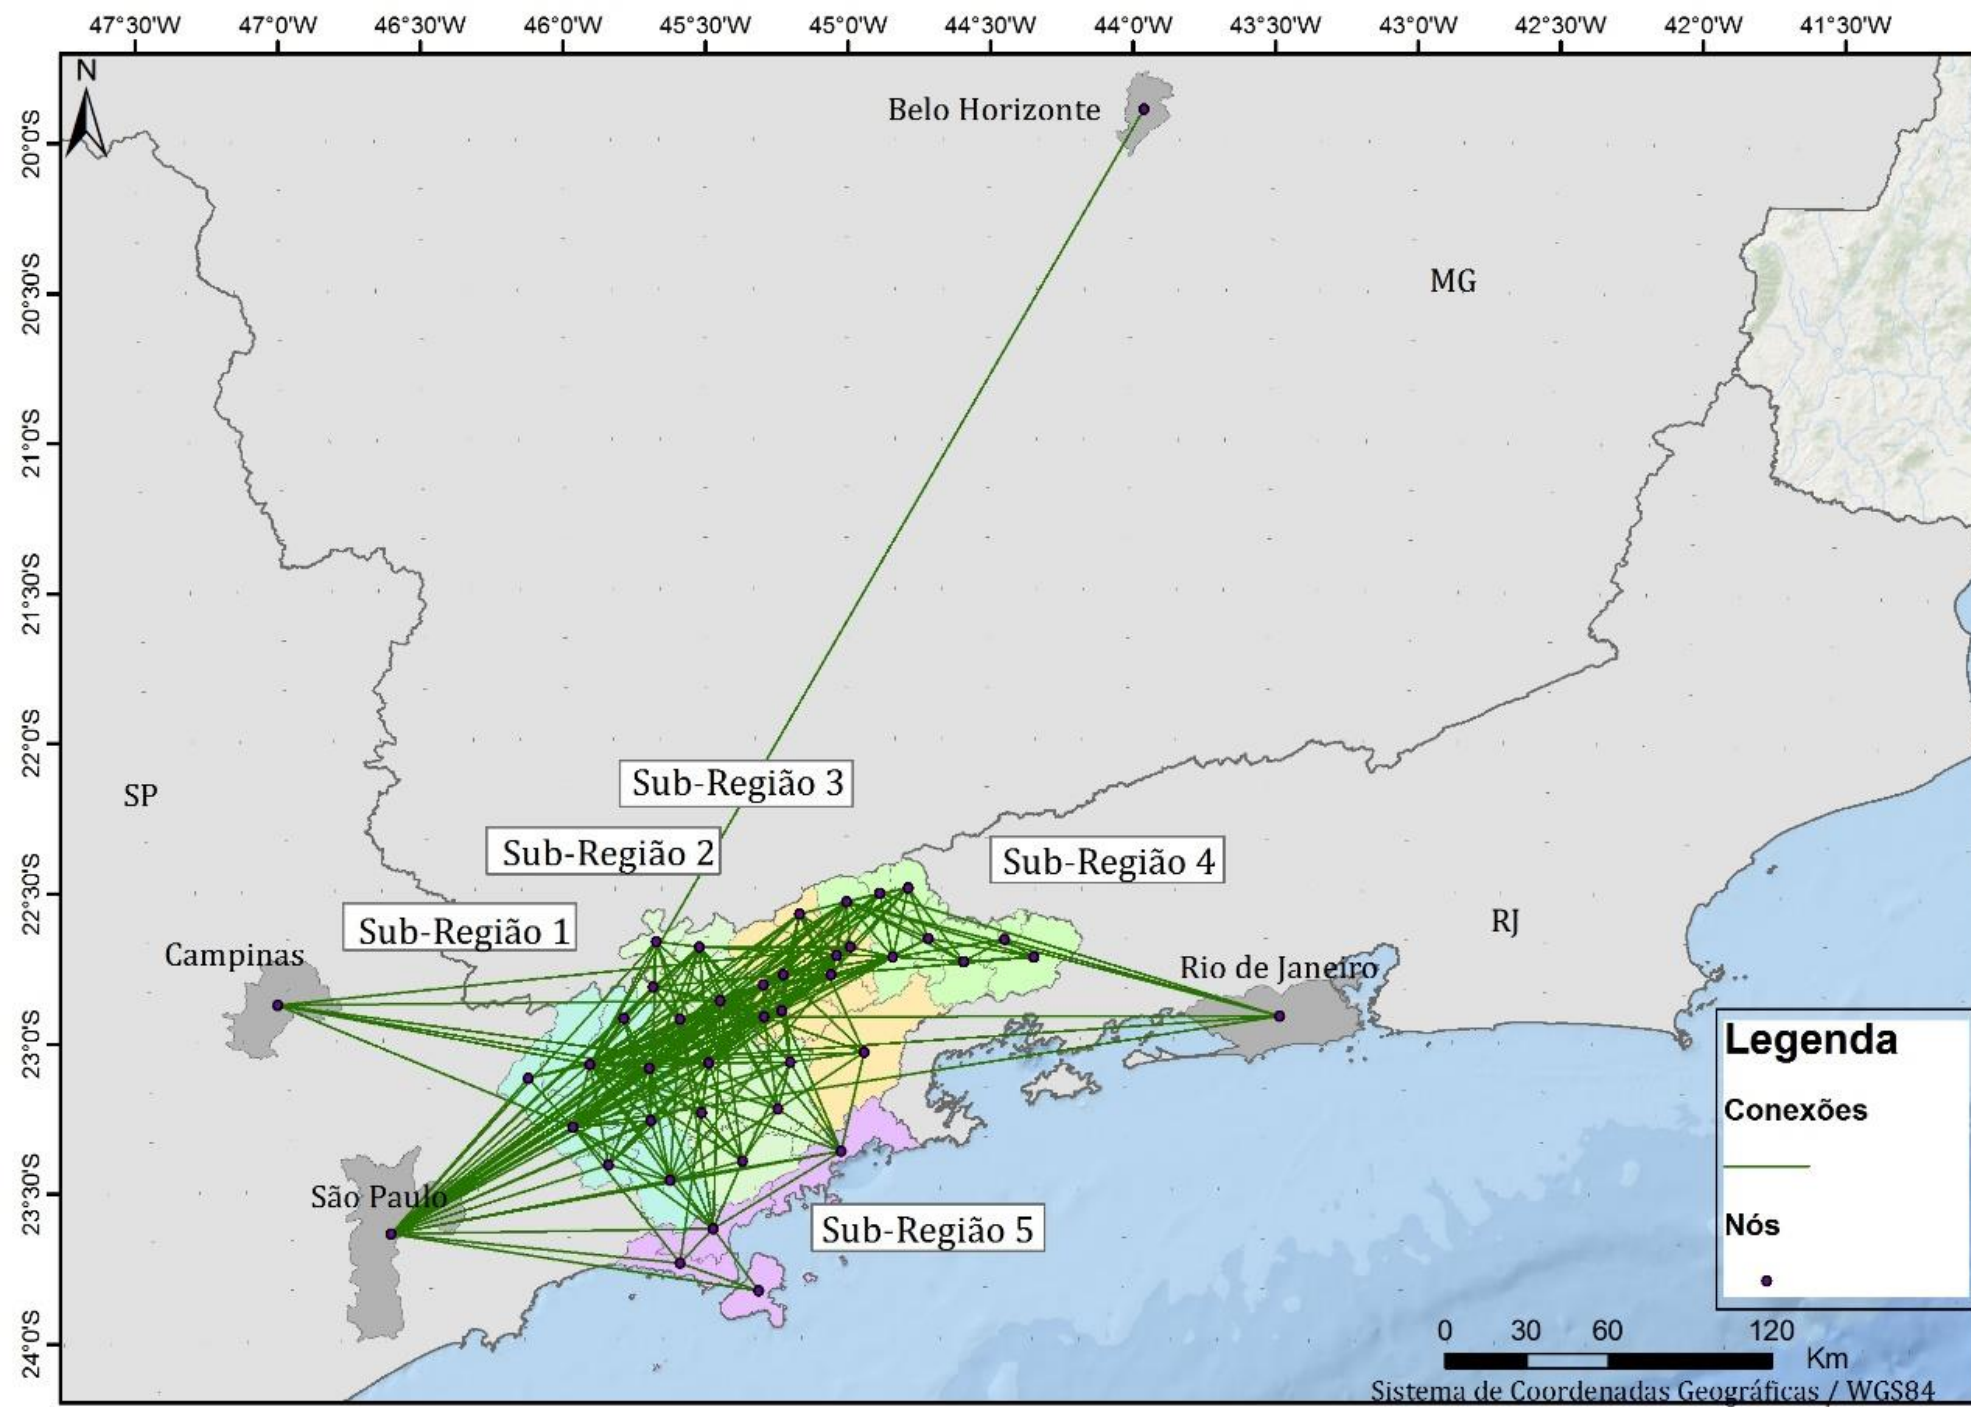 47°30'W 47°0'W 46°30'W 46°0'W 45°30'W 45°0'W 44°30'W 44°0'W 43°30'W 43°0'W 42°30'W 42°0'W 41°30'W
N
Belo Horizonte
20°0'S
MG
20°30'S
21°0'S
21°30'S
22°0'S
Sub-Região 3
SP
Sub-Região 2
Sub-Região 4
22°30'S
Sub-Região 1
RJ
Campinas
Rio de Janeiro
23°0'S
Legenda
Conexões
São Paulo
23°30'S
Sub-Região 5
Nós
24°0'S
0 30 60 120
Km
Sistema de Coordenadas Geográficas / WGS84